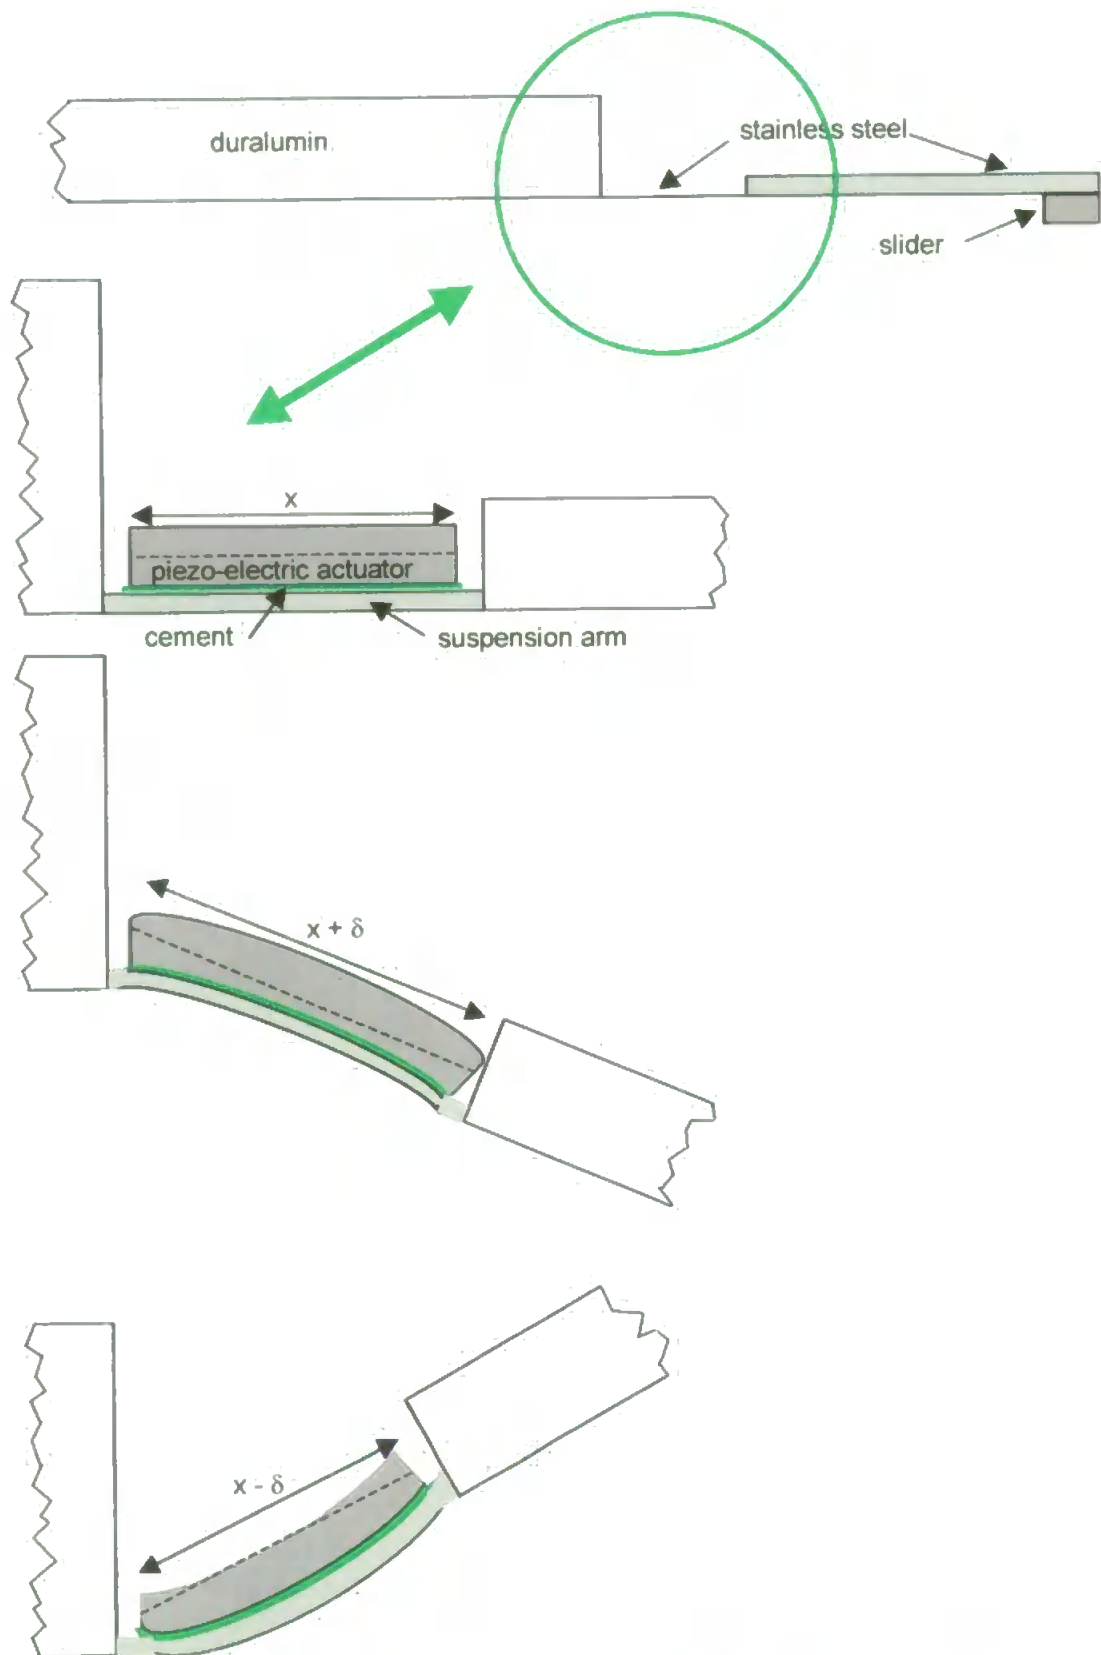 duralumin
stainless steel
slider
x
piezo-electric actuator
cement
suspension arm
x + δ
x - δ